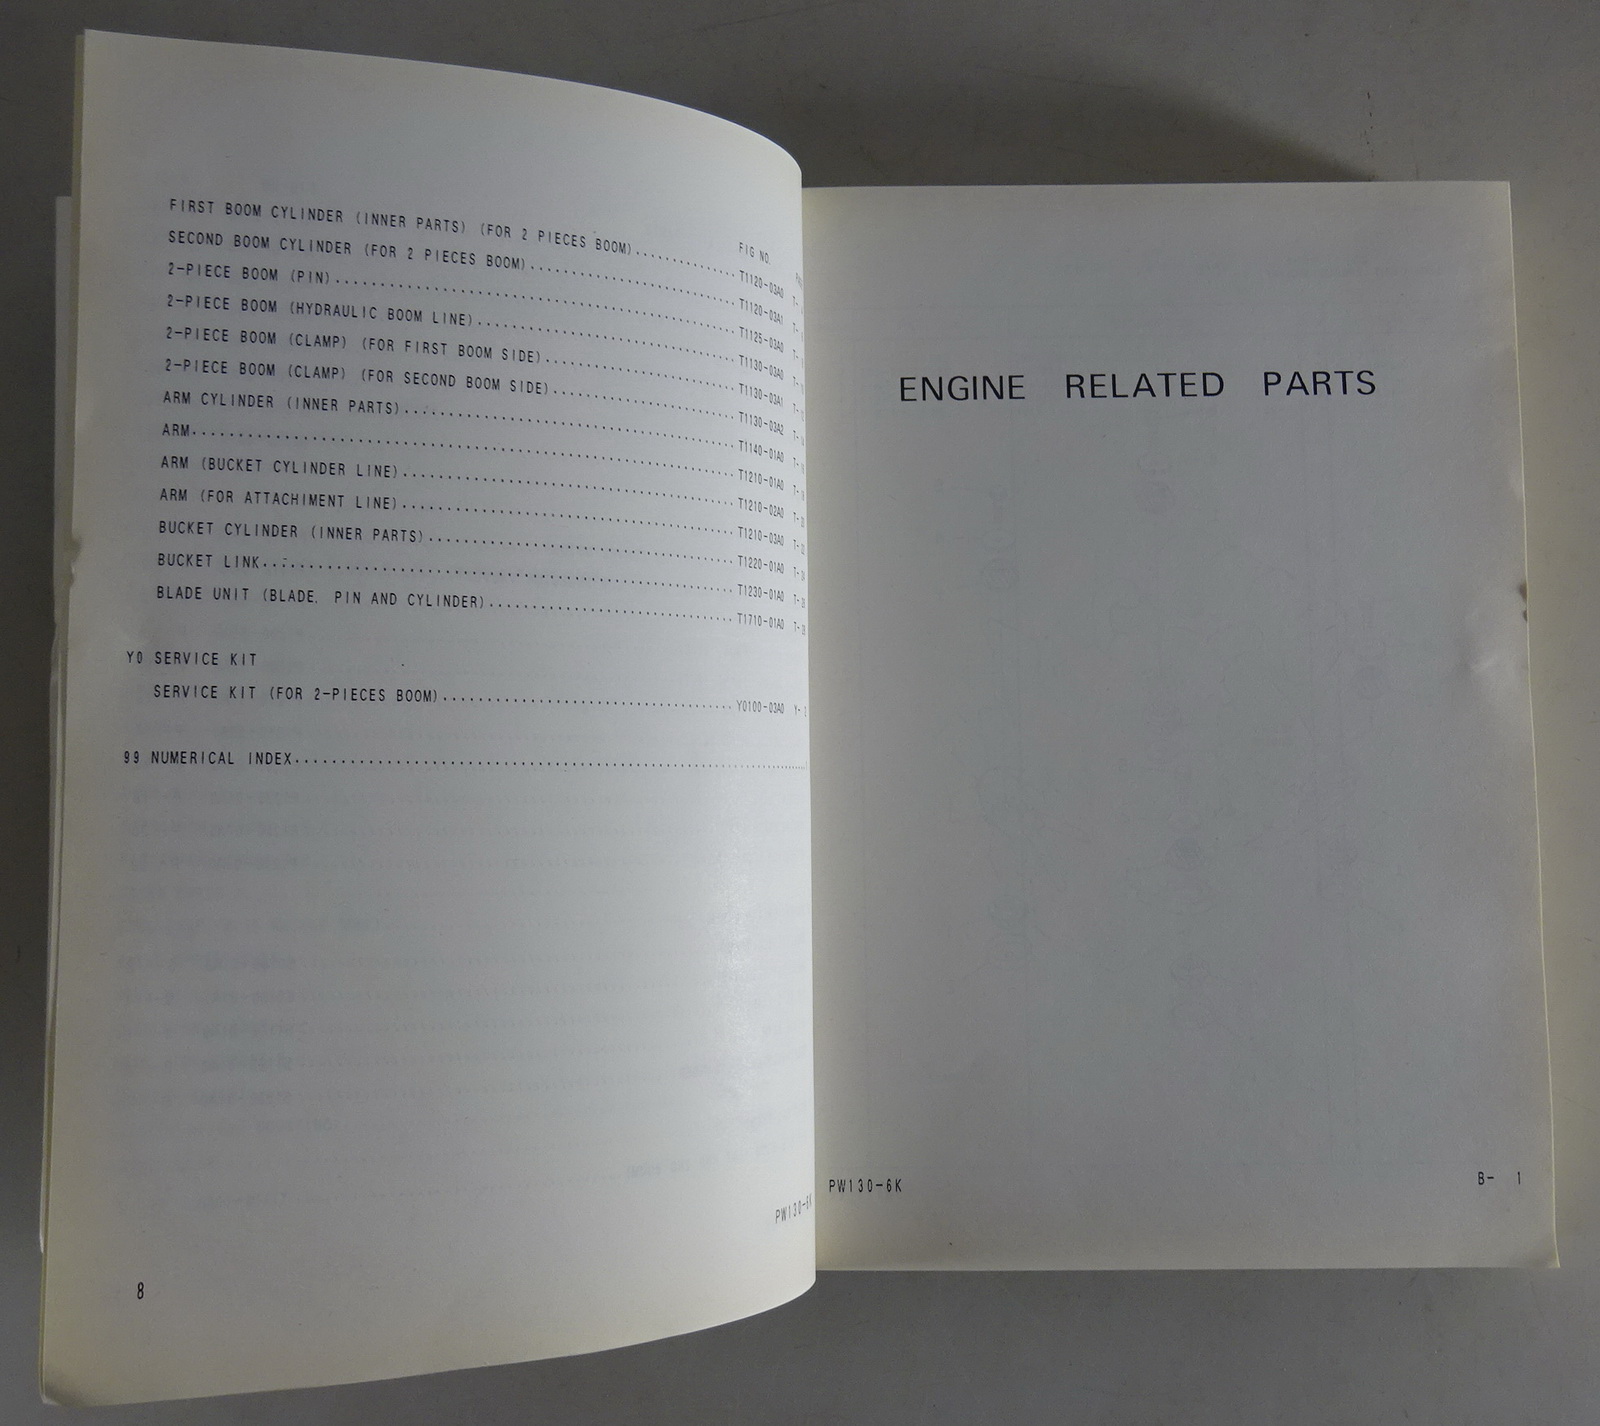 FIG NO.
FIRST BOOM CYLINDER (INNER PARTS) (FOR 2 PIECES BOOM).............T1120-03A0 T-
SECOND BOOM CYLINDER (FOR 2 PIECES BOOM)..........................T1120-03A1 T-
2-PIECE BOOM (PIN)................................................T1125-03A0 T-
2-PIECE BOOM (HYDRAULIC BOOM LINE)................................T1130-03A0 T-
2-PIECE BOOM (CLAMP) (FOR FIRST BOOM SIDE)........................T1130-03A1 T-
2-PIECE BOOM (CLAMP) (FOR SECOND BOOM SIDE).......................T1130-03A2 T-
ARM CYLINDER (INNER PARTS)........................................T1140-01A0 T-
ARM...............................................................T1210-01A0 T-
ARM (BUCKET CYLINDER LINE)........................................T1210-02A0 T-
ARM (FOR ATTACHIMENT LINE)........................................T1210-03A0 T-
BUCKET CYLINDER (INNER PARTS).....................................T1220-01A0 T-
BUCKET LINK.......................................................T1230-01A0 T-
BLADE UNIT (BLADE, PIN AND CYLINDER)..............................T1710-01A0 T-
Y0 SERVICE KIT
SERVICE KIT (FOR 2-PIECES BOOM)...................................Y0100-03A0 Y-
99 NUMERICAL INDEX................................................
PW130-6K
8
ENGINE RELATED PARTS
PW130-6K B- 1